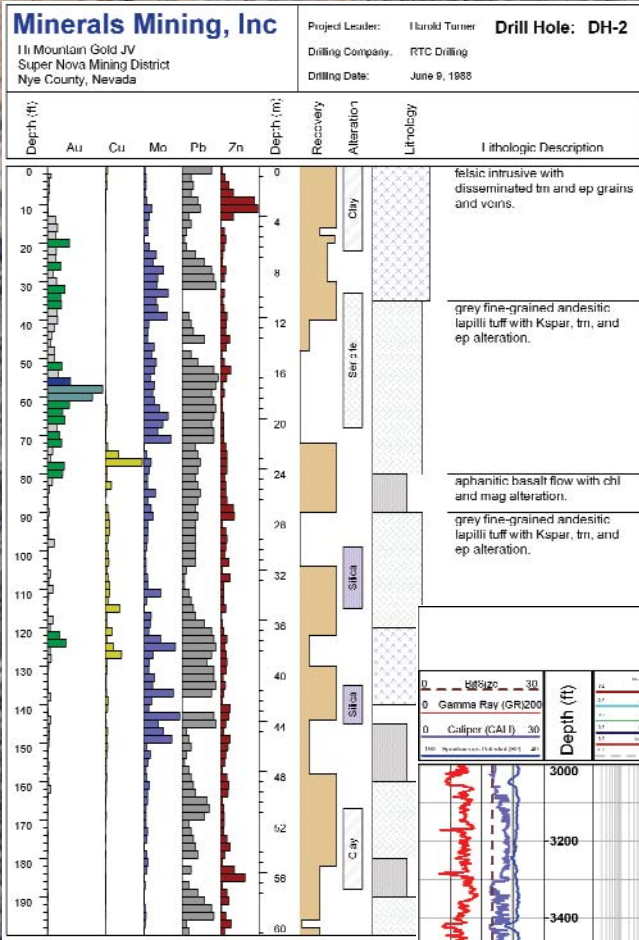 Minerals Mining, Inc
Hi Mountain Gold JV
Super Nova Mining District
Nye County, Nevada
Project Leader: Harold Turner
Drilling Company: RTC Drilling
Drilling Date: June 9, 1988
Drill Hole: DH-2
Depth (ft)
Au
Cu
Mo
Pb
Zn
Depth (m)
Recovery
Alteration
Lithology
Lithologic Description
0
10
20
30
40
50
60
70
80
90
100
110
120
130
140
150
160
170
180
190
0
4
8
12
16
20
24
28
32
36
40
44
48
52
56
60
Clay
Sericite
Silica
Silica
Clay
felsic intrusive with
disseminated tm and ep grains
and veins.
grey fine-grained andesitic
lapilli tuff with Kspar, tm, and
ep alteration.
aphanitic basalt flow with chl
and mag alteration.
grey fine-grained andesitic
lapilli tuff with Kspar, tm, and
ep alteration.
0 BitSize 30
0 Gamma Ray (GR) 200
0 Caliper (CALI) 30
Spontaneous Potential (SP)
Depth (ft)
3000
3200
3400